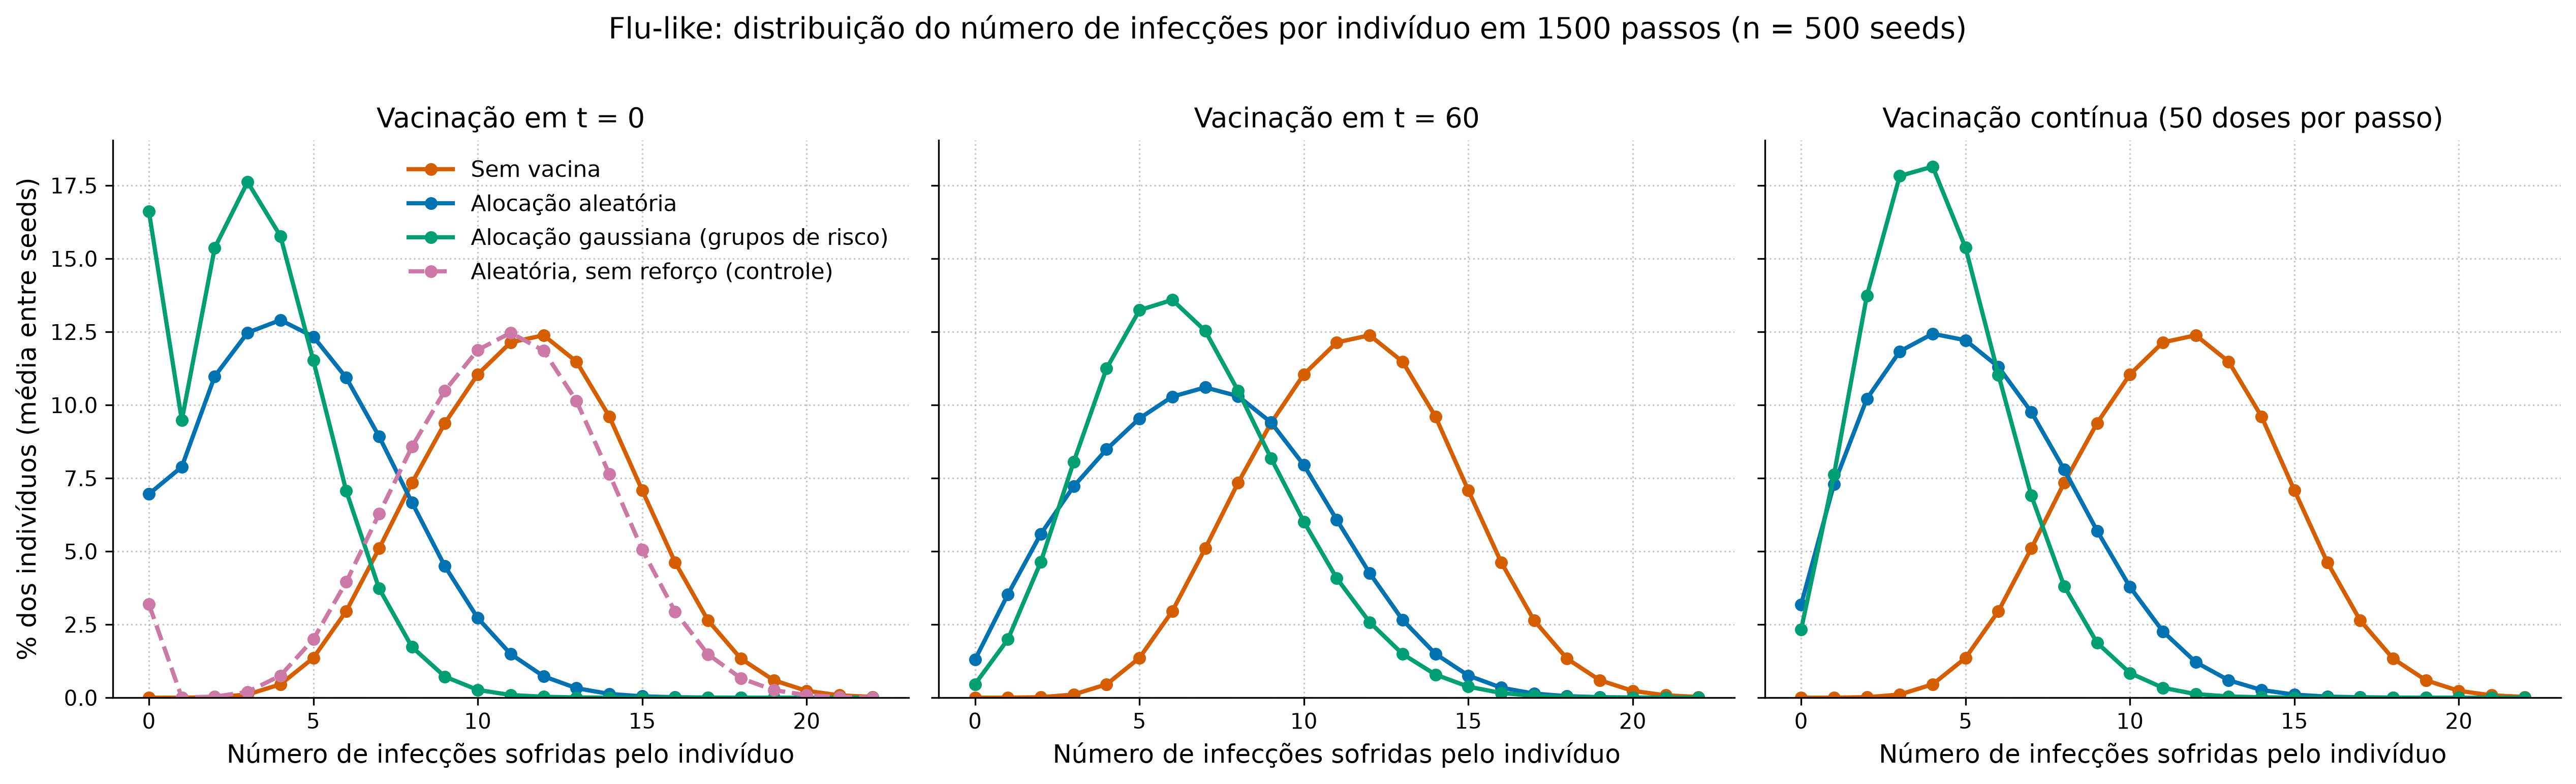 Flu-like: distribuição do número de infecções por indivíduo em 1500 passos (n = 500 seeds)
Vacinação em t = 0
% dos indivíduos (média entre seeds)
17.5
15.0
12.5
10.0
7.5
5.0
2.5
0.0
Sem vacina
Alocação aleatória
Alocação gaussiana (grupos de risco)
Aleatória, sem reforço (controle)
0
5
10
15
20
Número de infecções sofridas pelo indivíduo
Vacinação em t = 60
0
5
10
15
20
Número de infecções sofridas pelo indivíduo
Vacinação contínua (50 doses por passo)
0
5
10
15
20
Número de infecções sofridas pelo indivíduo